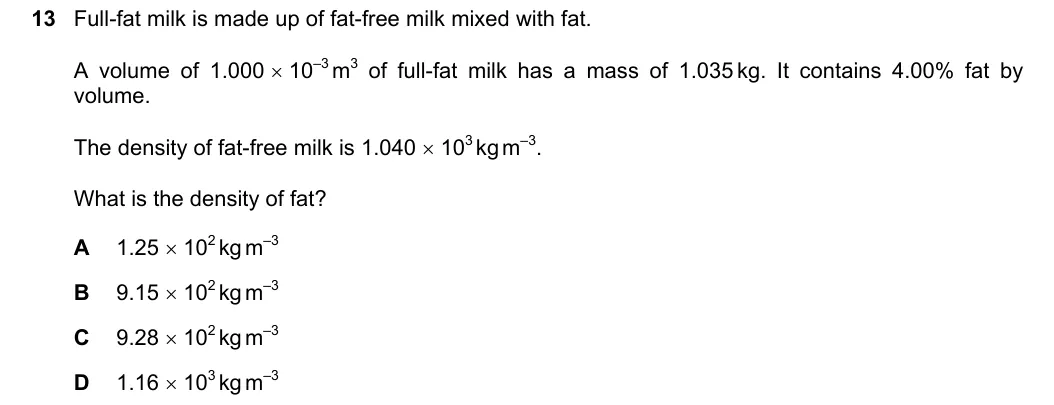 13 Full-fat milk is made up of fat-free milk mixed with fat.
A volume of 1.000 × 10⁻³ m³ of full-fat milk has a mass of 1.035 kg. It contains 4.00% fat by
volume.
The density of fat-free milk is 1.040 × 10³ kg m⁻³.
What is the density of fat?
A 1.25 × 10² kg m⁻³
B 9.15 × 10² kg m⁻³
C 9.28 × 10² kg m⁻³
D 1.16 × 10³ kg m⁻³